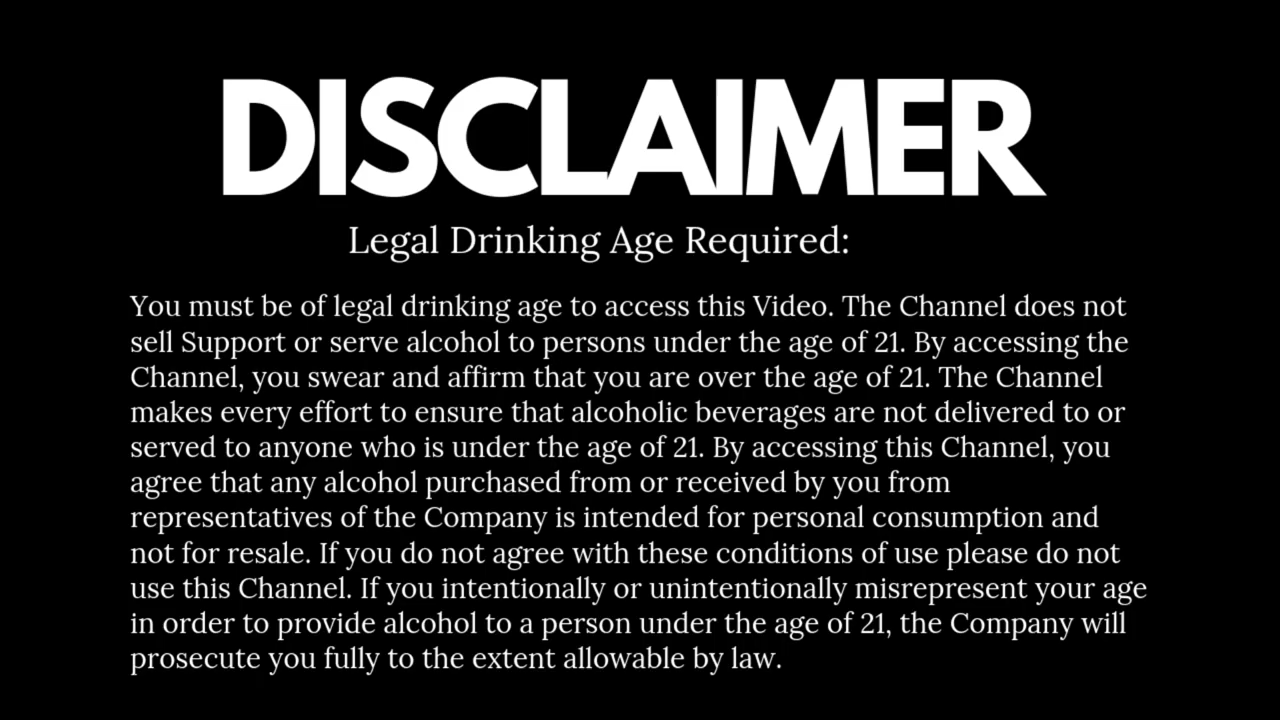 DISCLAIMER
Legal Drinking Age Required:
You must be of legal drinking age to access this Video. The Channel does not
sell Support or serve alcohol to persons under the age of 21. By accessing the
Channel, you swear and affirm that you are over the age of 21. The Channel
makes every effort to ensure that alcoholic beverages are not delivered to or
served to anyone who is under the age of 21. By accessing this Channel, you
agree that any alcohol purchased from or received by you from
representatives of the Company is intended for personal consumption and
not for resale. If you do not agree with these conditions of use please do not
use this Channel. If you intentionally or unintentionally misrepresent your age
in order to provide alcohol to a person under the age of 21, the Company will
prosecute you fully to the extent allowable by law.